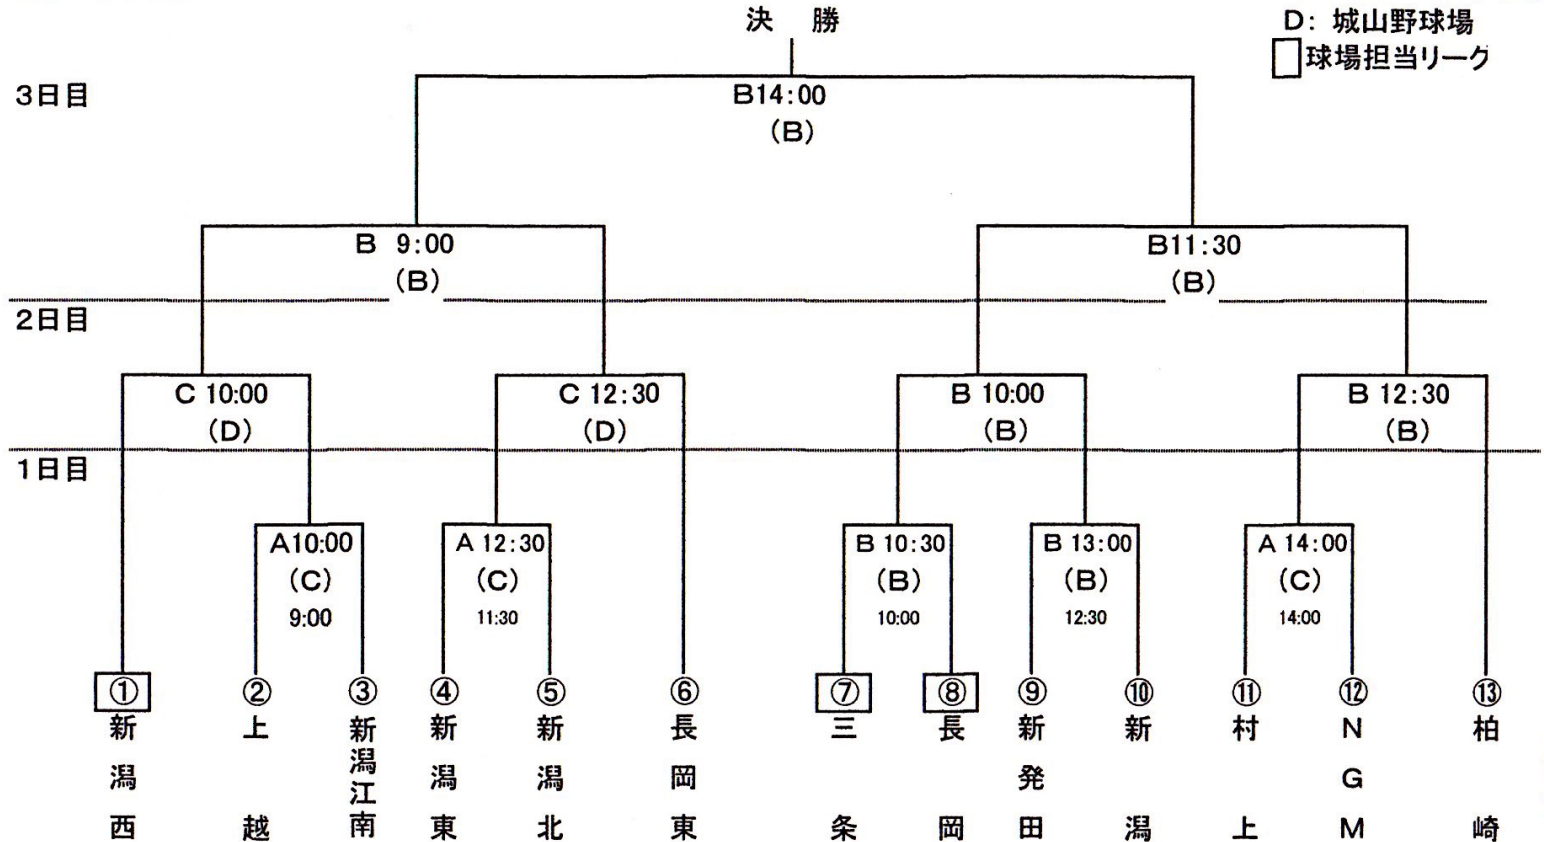 決　勝
D: 城山野球場
球場担当リーグ
3日目
B14:00
(B)
B 9:00
(B)
B11:30
(B)
2日目
C 10:00
(D)
C 12:30
(D)
B 10:00
(B)
B 12:30
(B)
1日目
A10:00
(C)
9:00
A 12:30
(C)
11:30
B 10:30
(B)
10:00
B 13:00
(B)
12:30
A 14:00
(C)
14:00
①
新潟西
②
上越
③
新潟江南
④
新潟東
⑤
新潟北
⑥
長岡東
⑦
三条
⑧
長岡
⑨
新発田
⑩
新潟
⑪
村上
⑫
NGM
⑬
柏崎